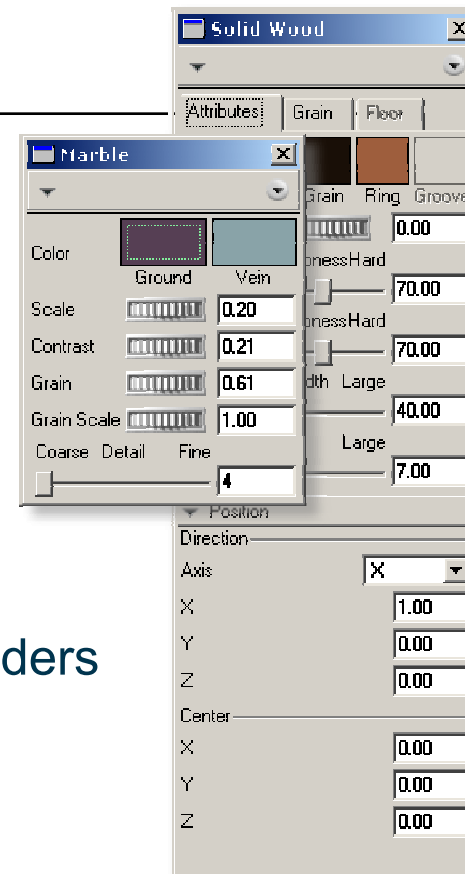 Solid Wood
Attributes Grain Floor
Marble
Grain Ring Groove
0.00
Color
Ground Vein
Hard
70.00
Scale 0.20
Hard
Contrast 0.21
70.00
Grain 0.61
Large
40.00
Grain Scale 1.00
Large
Coarse Detail Fine
7.00
4
Position
Direction
Axis X
X 1.00
Y 0.00
ders
Z 0.00
Center
X 0.00
Y 0.00
Z 0.00